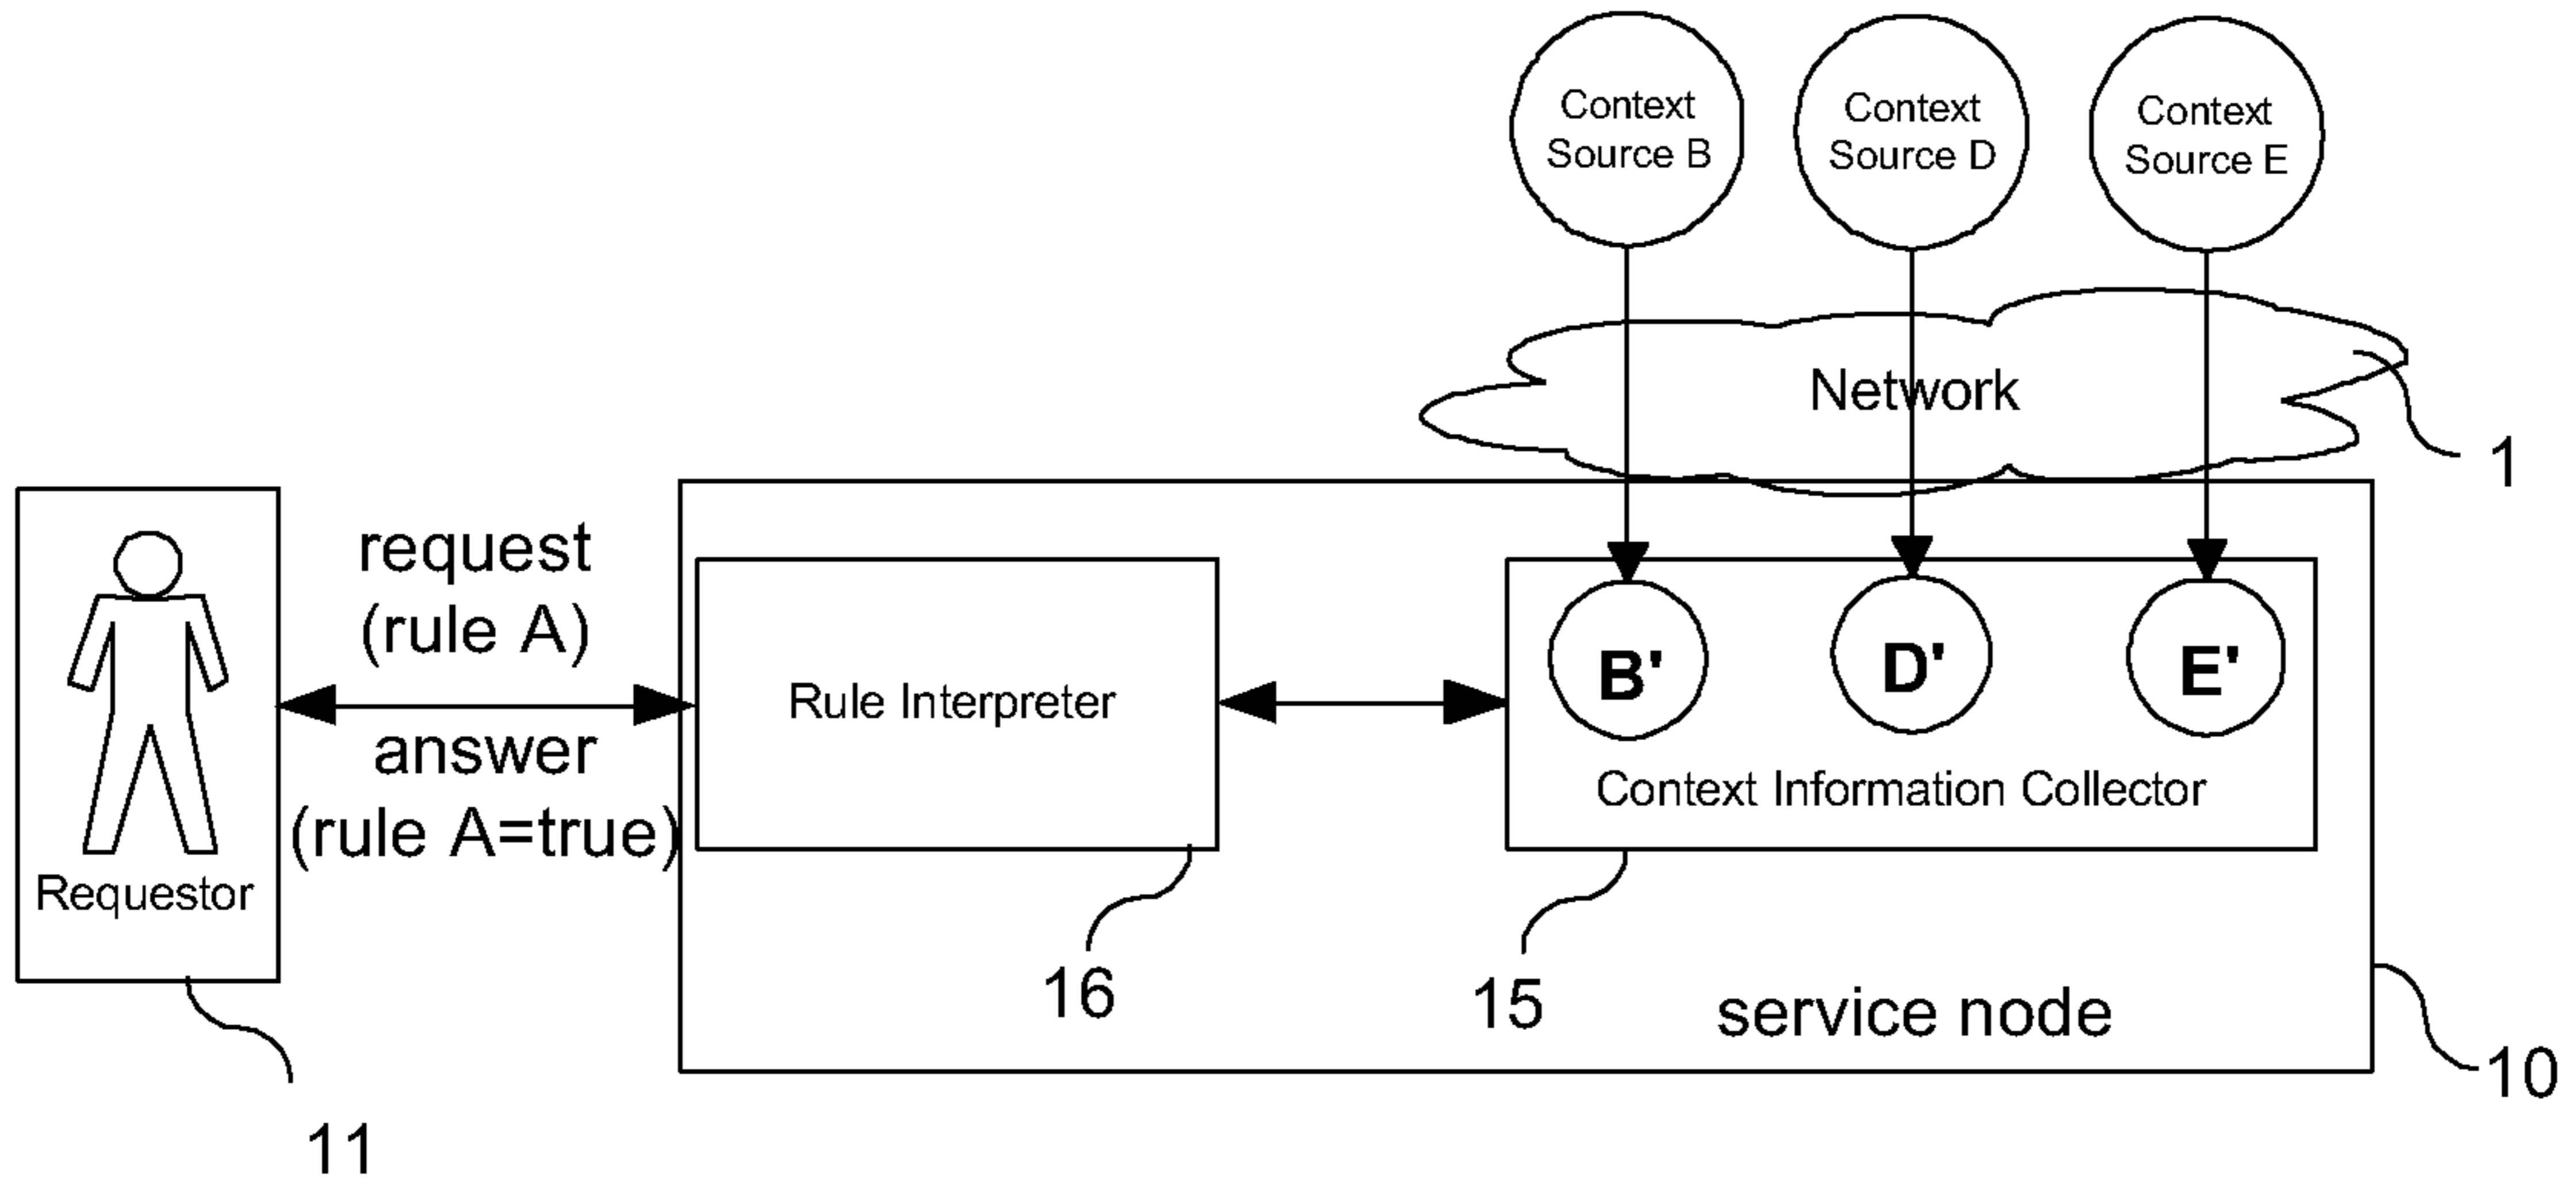 Context
Source B
Context
Source D
Context
Source E
Network
1
request
(rule A)
answer
(rule A=true)
Requestor
11
Rule Interpreter
16
B'
D'
E'
Context Information Collector
15
service node
10